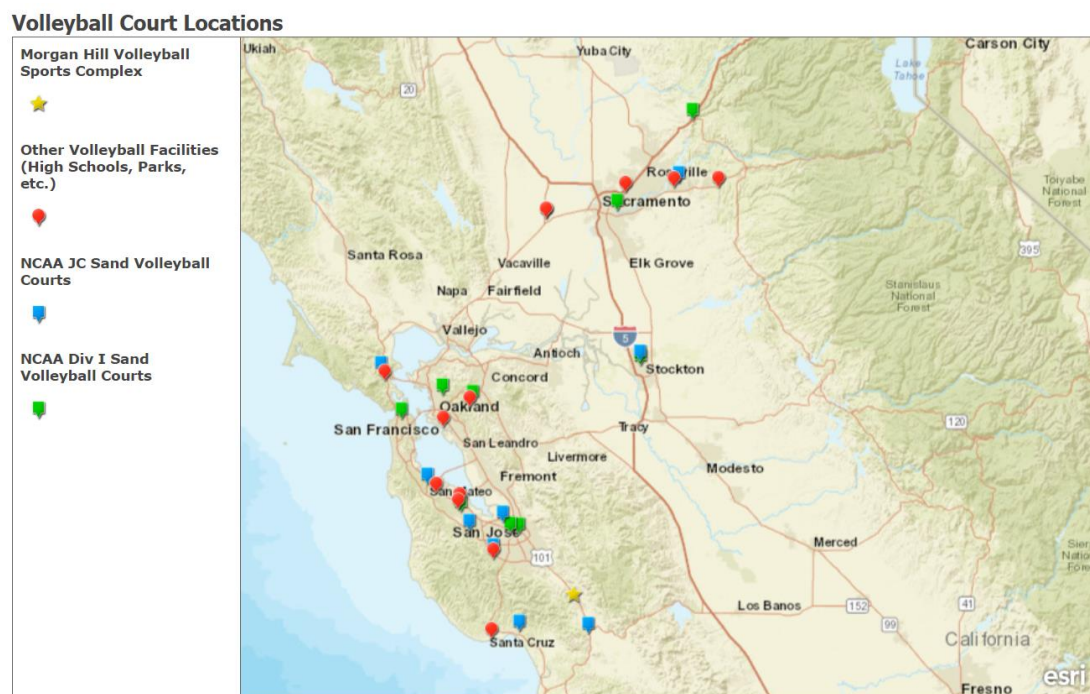 Volleyball Court Locations
Morgan Hill Volleyball
Sports Complex
Other Volleyball Facilities
(High Schools, Parks,
etc.)
NCAA JC Sand Volleyball
Courts
NCAA Div I Sand
Volleyball Courts
Ukiah
Yuba City
Carson City
Lake
Tahoe
20
Roseville
Toiyabe
National
Forest
Sacramento
395
Santa Rosa
Vacaville
Elk Grove
Napa
Fairfield
Stanislaus
National
Forest
Vallejo
5
Antioch
Concord
Stockton
Oakland
San Francisco
Tracy
120
San Leandro
Livermore
Modesto
Fremont
San Mateo
San Jose
Merced
101
Los Banos
152
41
99
Santa Cruz
California
Fresno
esri